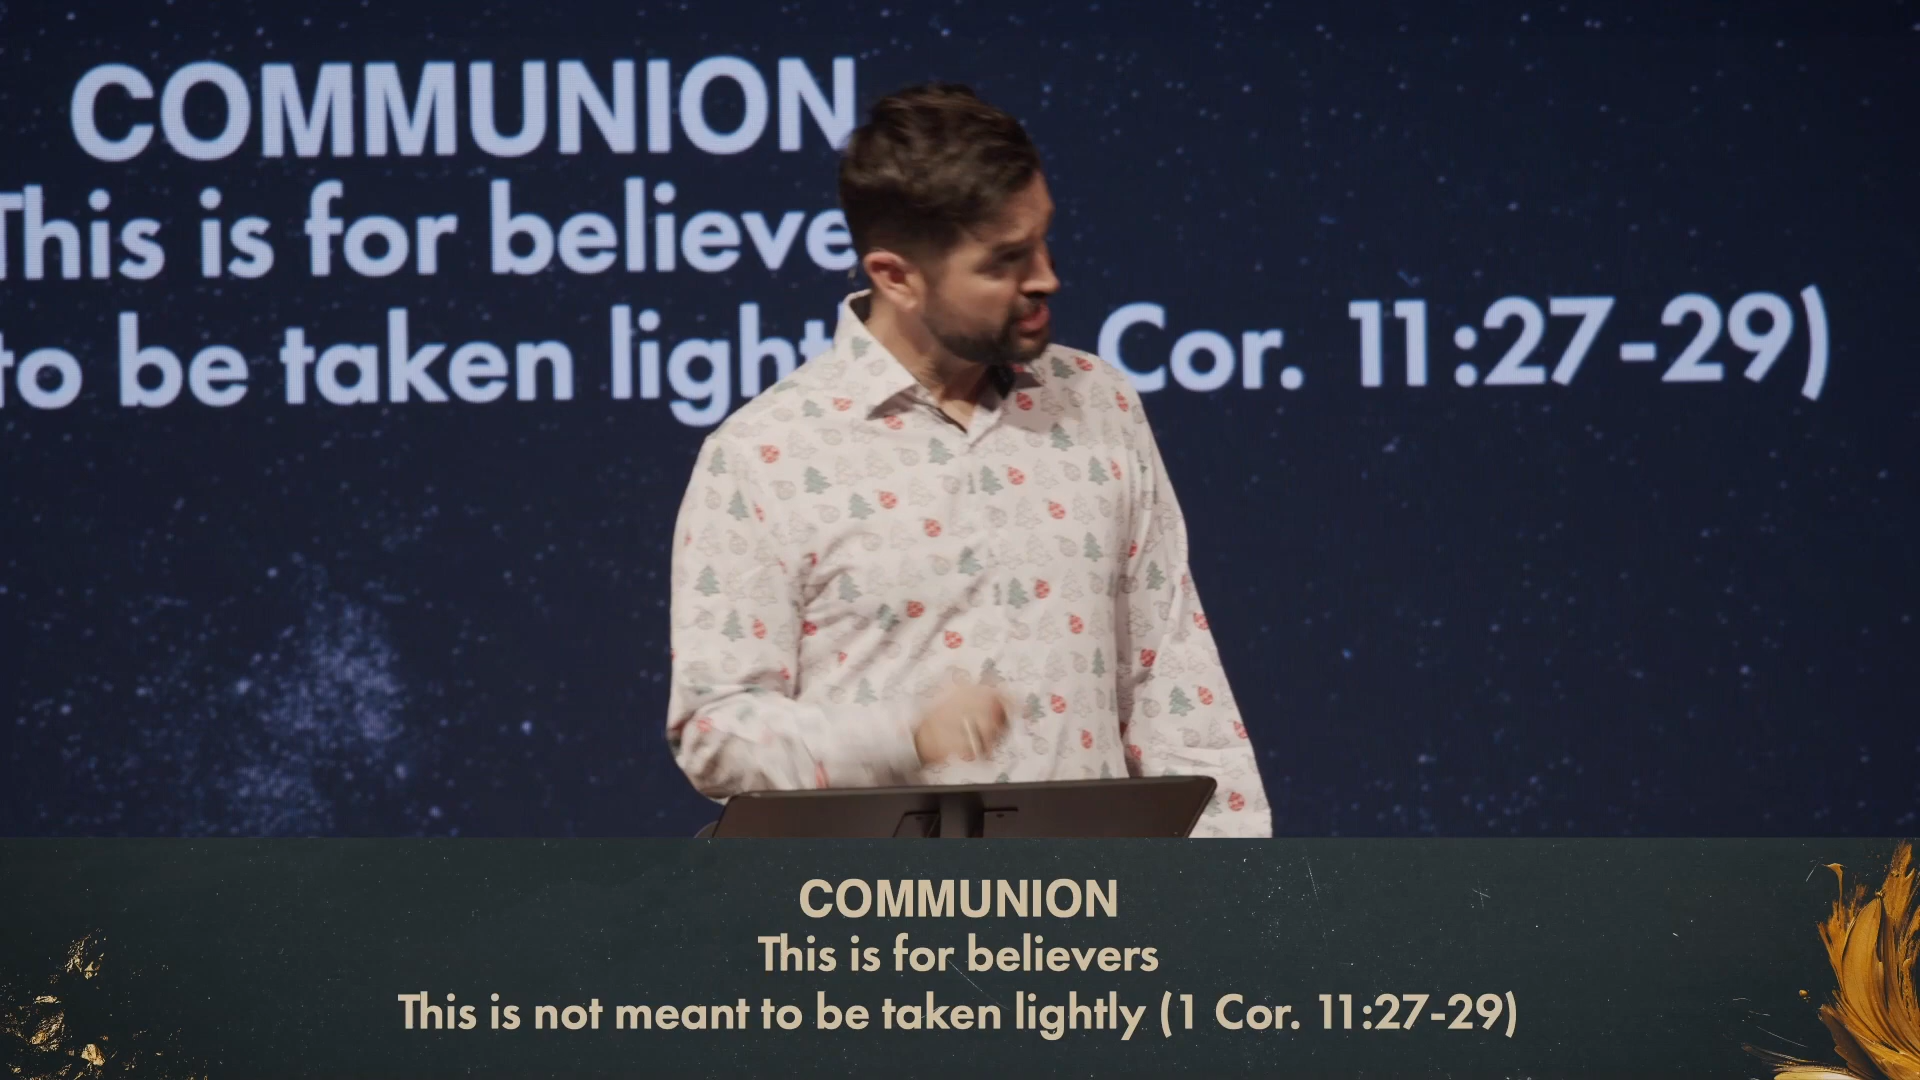 COMMUNION
This is for believe
to be taken light Cor. 11:27-29)
COMMUNION
This is for believers
This is not meant to be taken lightly (1 Cor. 11:27-29)